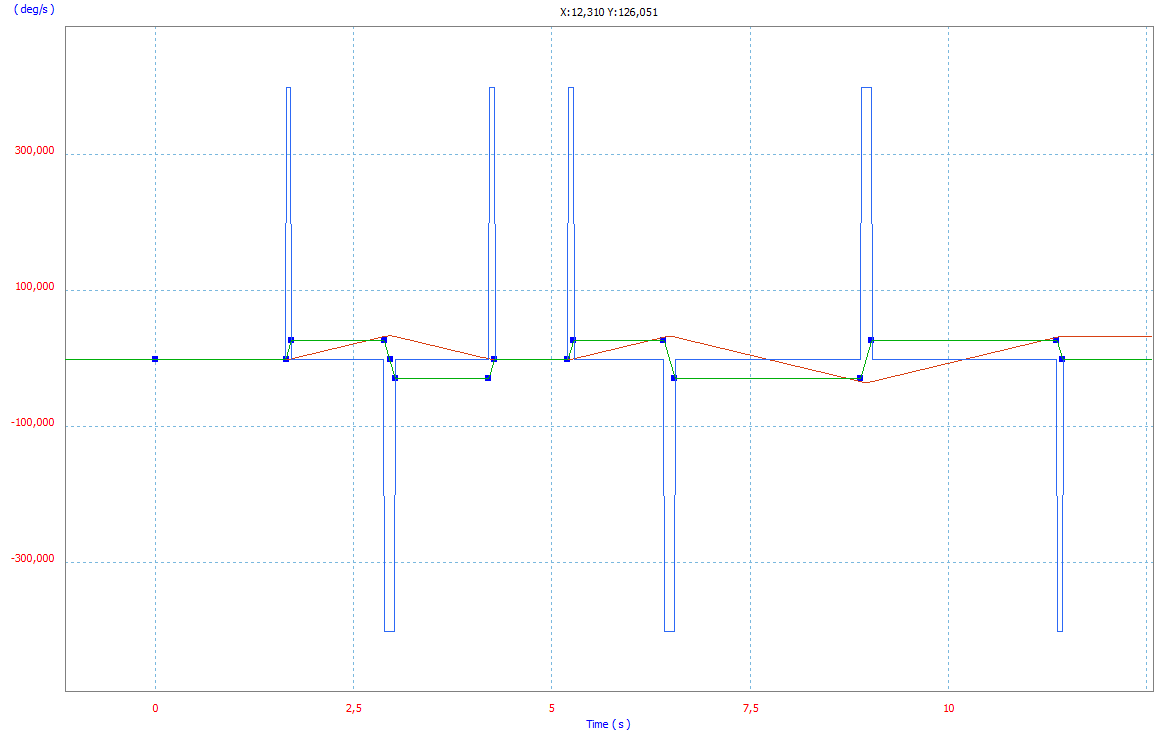 ( deg/s )
X:12,310 Y:126,051
300,000
100,000
-100,000
-300,000
0 2,5 5 7,5 10
Time ( s )